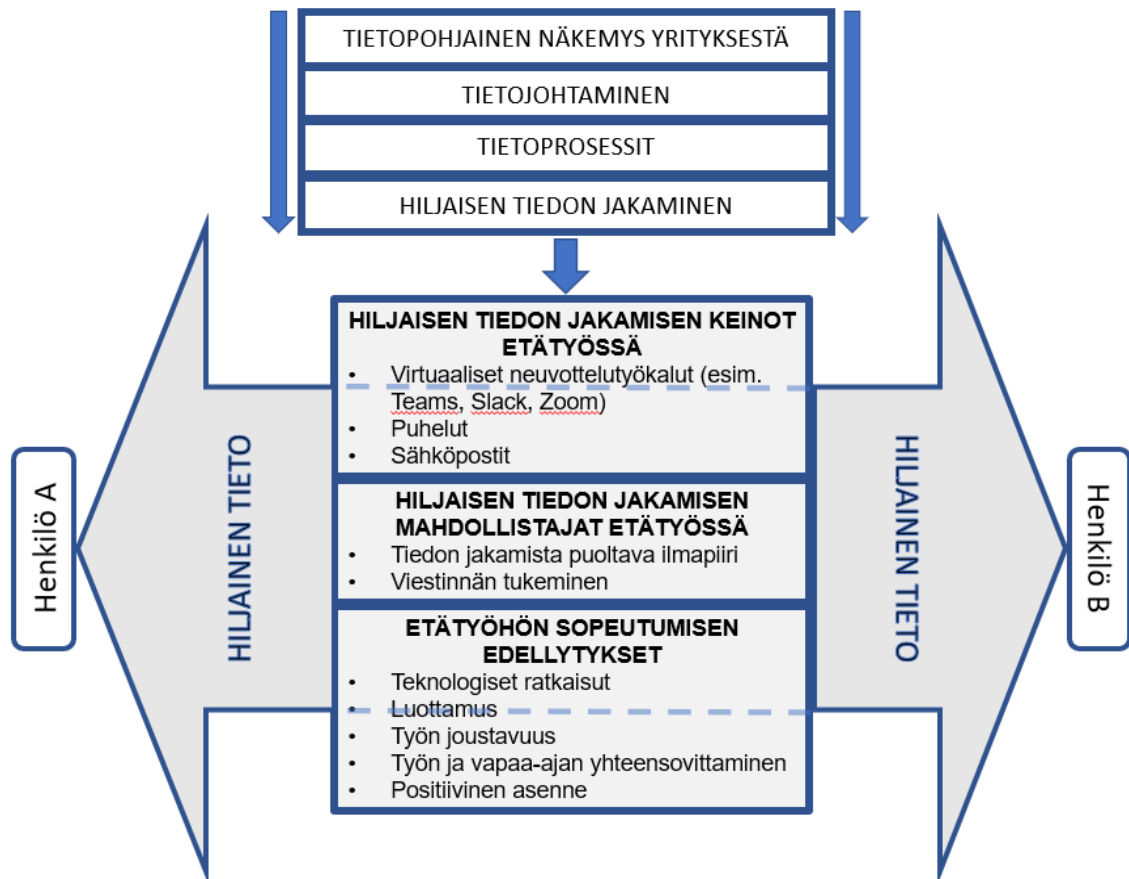 TIETOPOHJAINEN NÄKEMYS YRITYKSESTÄ
TIETOJOHTAMINEN
TIETOPROSESSIT
HILJAISEN TIEDON JAKAMINEN
HILJAISEN TIEDON JAKAMISEN KEINOT
ETÄTYÖSSÄ
• Virtuaaliset neuvottelutyökalut (esim.
Teams, Slack, Zoom)
• Puhelut
• Sähköpostit
HILJAISEN TIEDON JAKAMISEN
MAHDOLLISTAJAT ETÄTYÖSSÄ
• Tiedon jakamista puoltava ilmapiiri
• Viestinnän tukeminen
ETÄTYÖHÖN SOPEUTUMISEN
EDELLYTYKSET
• Teknologiset ratkaisut
• Luottamus
• Työn joustavuus
• Työn ja vapaa-ajan yhteensovittaminen
• Positiivinen asenne
Henkilö A
HILJAINEN TIETO
HILJAINEN TIETO
Henkilö B